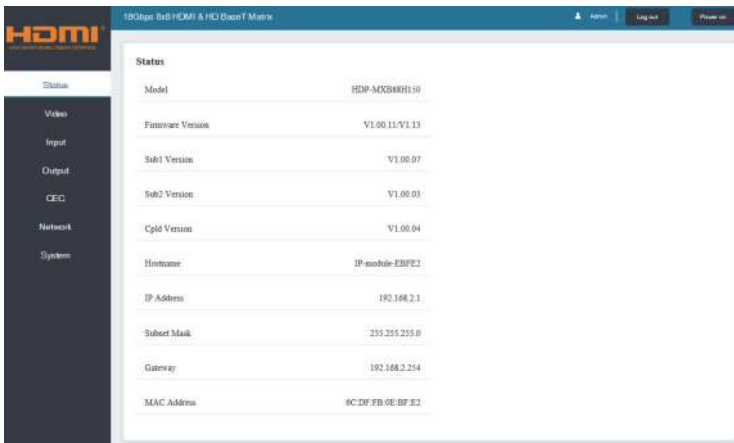 HDMI
18Gbps 8x8 HDMI & HDBaseT Matrix
Admin
Log out
Power on
Status
Video
Input
Output
CEC
Network
System
Status
Model HDP-MXB88H150
Firmware Version V1.00.11/V1.13
Sub1 Version V1.00.07
Sub2 Version V1.00.03
Cpld Version V1.00.04
Hostname IP-module-EBFE2
IP Address 192.168.2.1
Subnet Mask 255.255.255.0
Gateway 192.168.2.254
MAC Address 6C:DF:FB:0E:BF:E2